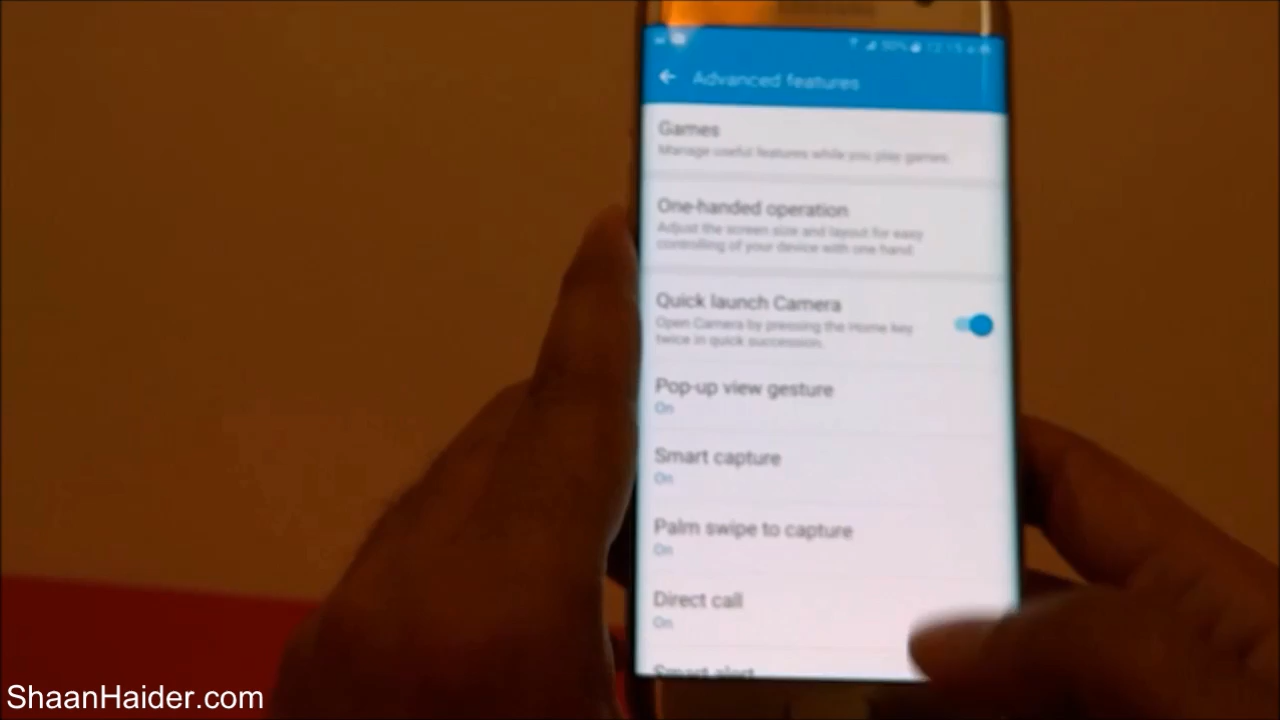 Advanced features
Games
Manage useful features while you play games.
One-handed operation
Adjust the screen size and layout for easy
controlling of your device with one hand.
Quick launch Camera
Open Camera by pressing the Home key
twice in quick succession.
Pop-up view gesture
On
Smart capture
On
Palm swipe to capture
On
Direct call
On
Smart alert
ShaanHaider.com